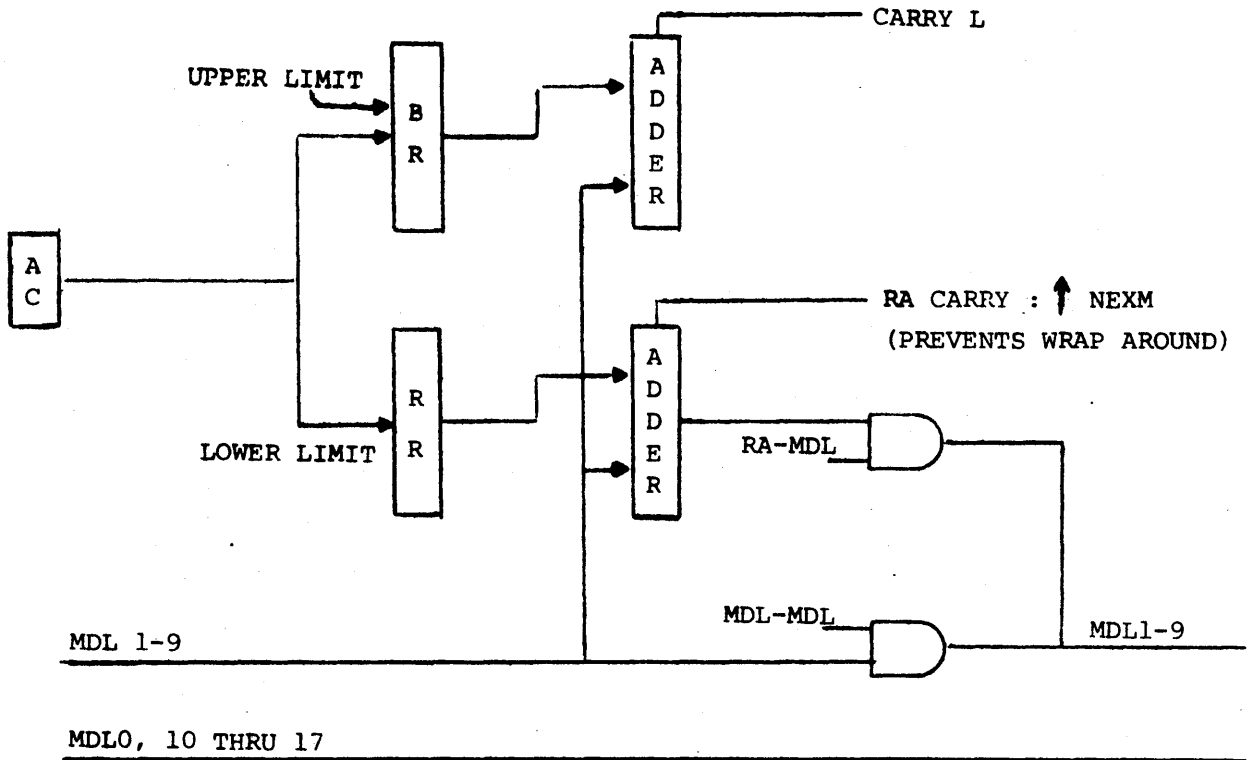 CARRY L
UPPER LIMIT
B
R
A
D
D
E
R
A
C
RA CARRY : ↑ NEXM
(PREVENTS WRAP AROUND)
R
R
LOWER LIMIT
A
D
D
E
R
RA-MDL
MDL-MDL
MDL 1-9
MDL1-9
MDL0, 10 THRU 17